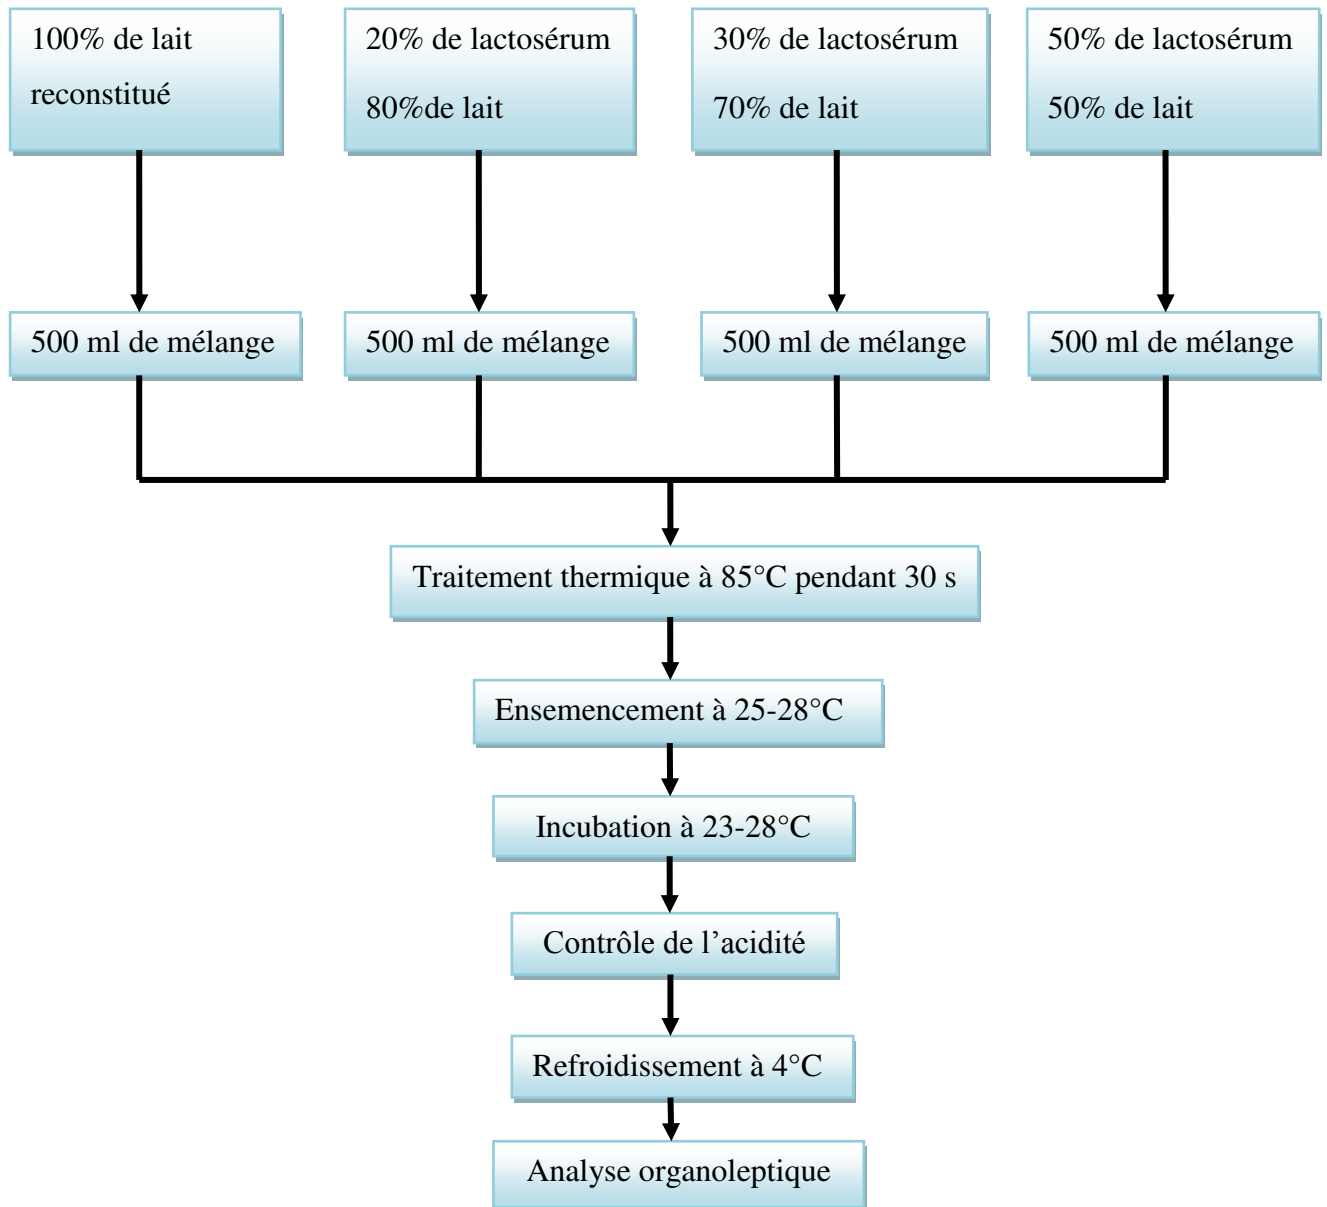 100% de lait
reconstitué
20% de lactosérum
80%de lait
30% de lactosérum
70% de lait
50% de lactosérum
50% de lait
500 ml de mélange
500 ml de mélange
500 ml de mélange
500 ml de mélange
Traitement thermique à 85°C pendant 30 s
Ensemencement à 25-28°C
Incubation à 23-28°C
Contrôle de l’acidité
Refroidissement à 4°C
Analyse organoleptique